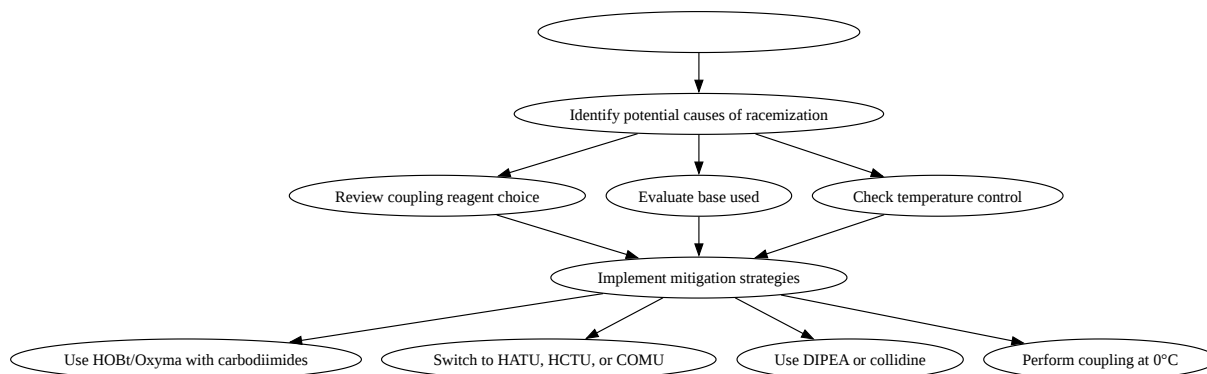 Identify potential causes of racemization
Review coupling reagent choice
Evaluate base used
Check temperature control
Implement mitigation strategies
Use HOBt/Oxyma with carbodiimides
Switch to HATU, HCTU, or COMU
Use DIPEA or collidine
Perform coupling at 0°C